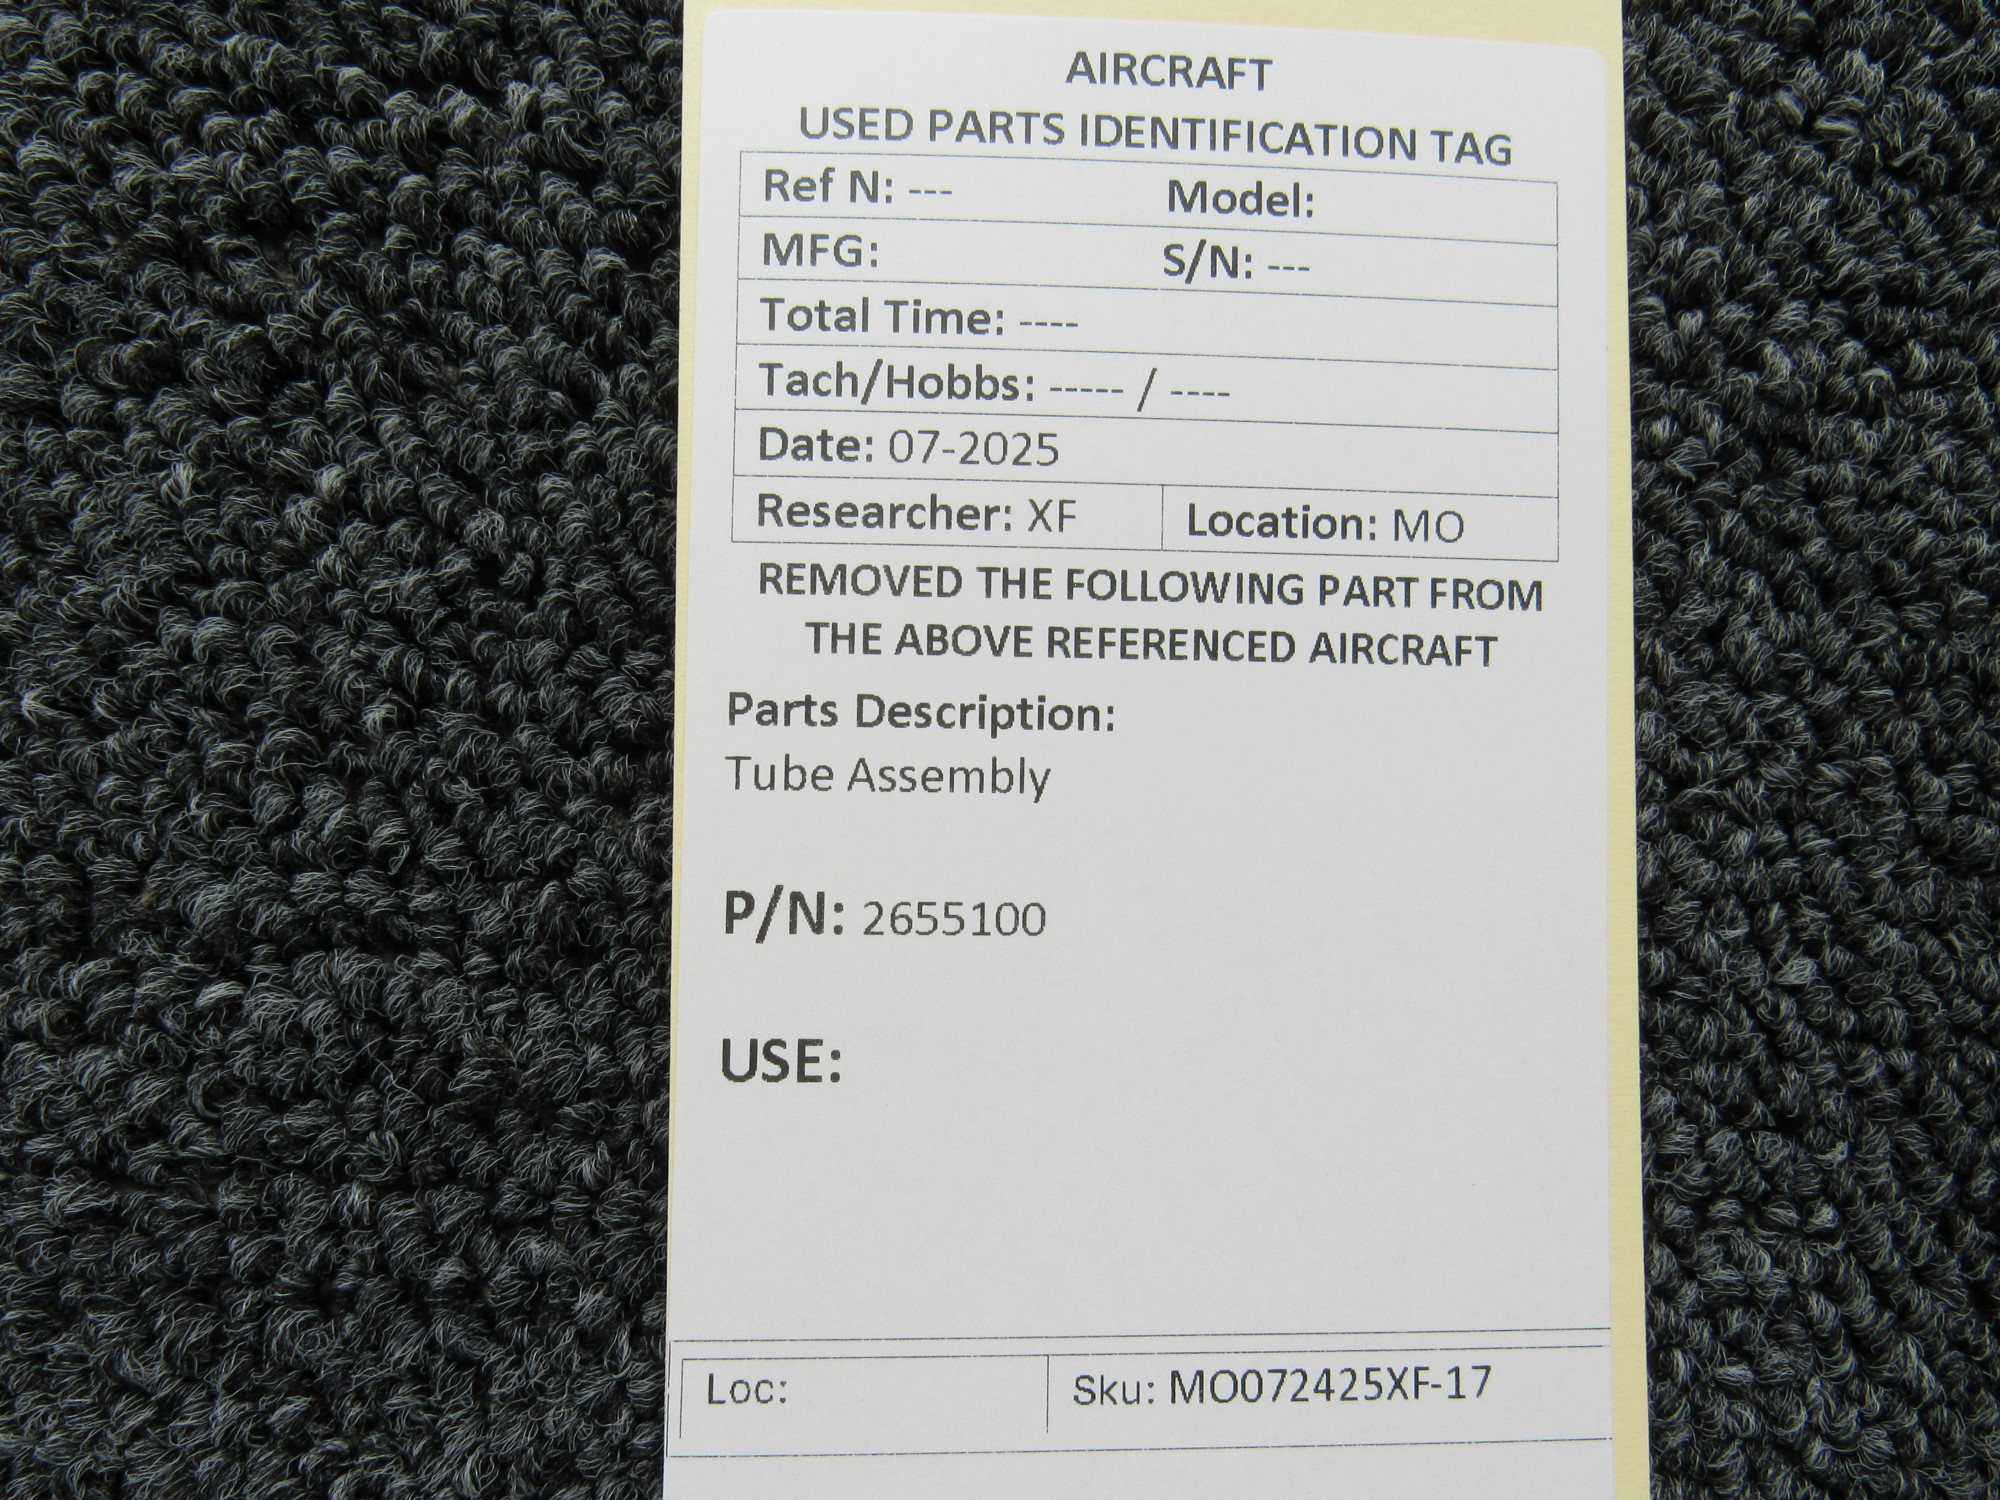 AIRCRAFT
USED PARTS IDENTIFICATION TAG
Ref N: --- Model:
MFG: S/N: ---
Total Time: ----
Tach/Hobbs: ----- / ----
Date: 07-2025
Researcher: XF Location: MO
REMOVED THE FOLLOWING PART FROM
THE ABOVE REFERENCED AIRCRAFT
Parts Description:
Tube Assembly
P/N: 2655100
USE:
Loc: Sku: MO072425XF-17